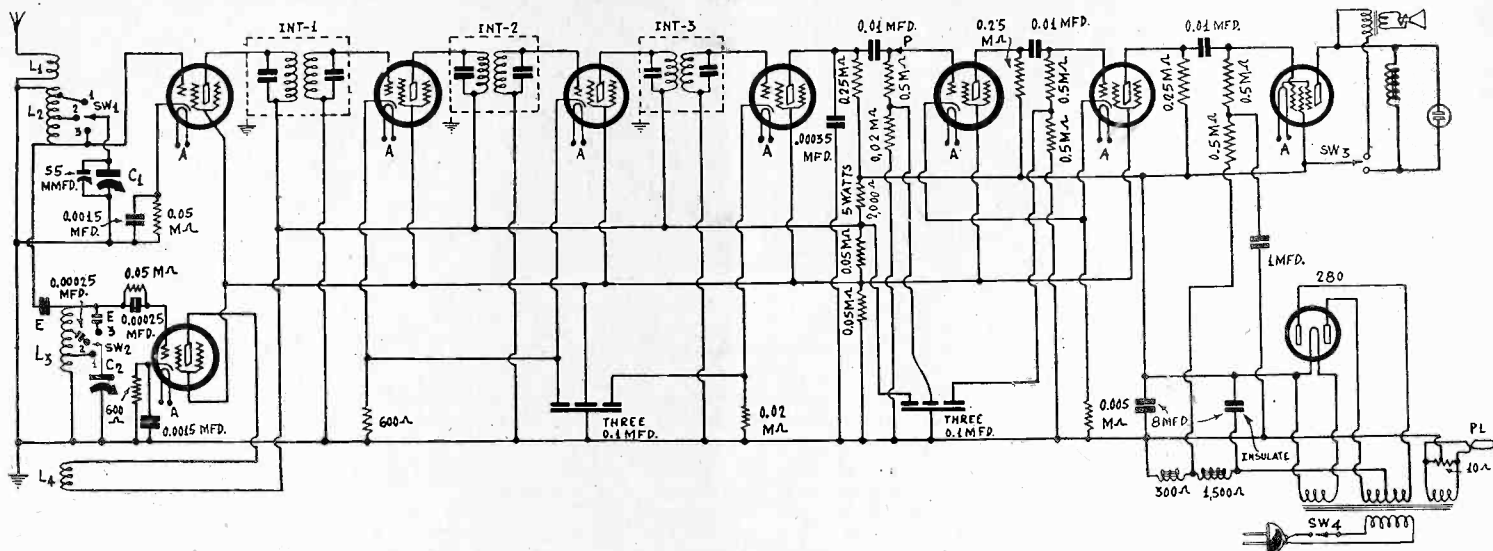 INT-1
INT-2
INT-3
0.01 MFD.
P
0.25
MΩ
0.01 MFD.
0.01 MFD.
L1
L2
1
2
3
SW1
55
MMFD.
C1
0.0015
MFD.
0.05
MΩ
A
A
A
A
A
A
A
0.25 MΩ
0.5 MΩ
.00035
MFD.
0.02 MΩ
5 WATTS
2,000Ω
0.05 MΩ
0.05 MΩ
0.5 MΩ
0.5 MΩ
0.25 MΩ
0.5 MΩ
0.5 MΩ
SW3
1 MFD.
280
0.00025
MFD.
0.05 MΩ
0.00025
MFD.
E
E
3
2
1
SW2
L3
C2
A
600
Ω
0.0015 MFD.
L4
600Ω
THREE
0.1 MFD.
0.02
MΩ
THREE
0.1 MFD.
0.005
MΩ
8 MFD.
INSULATE
300Ω
1,500Ω
PL
10Ω
SW4